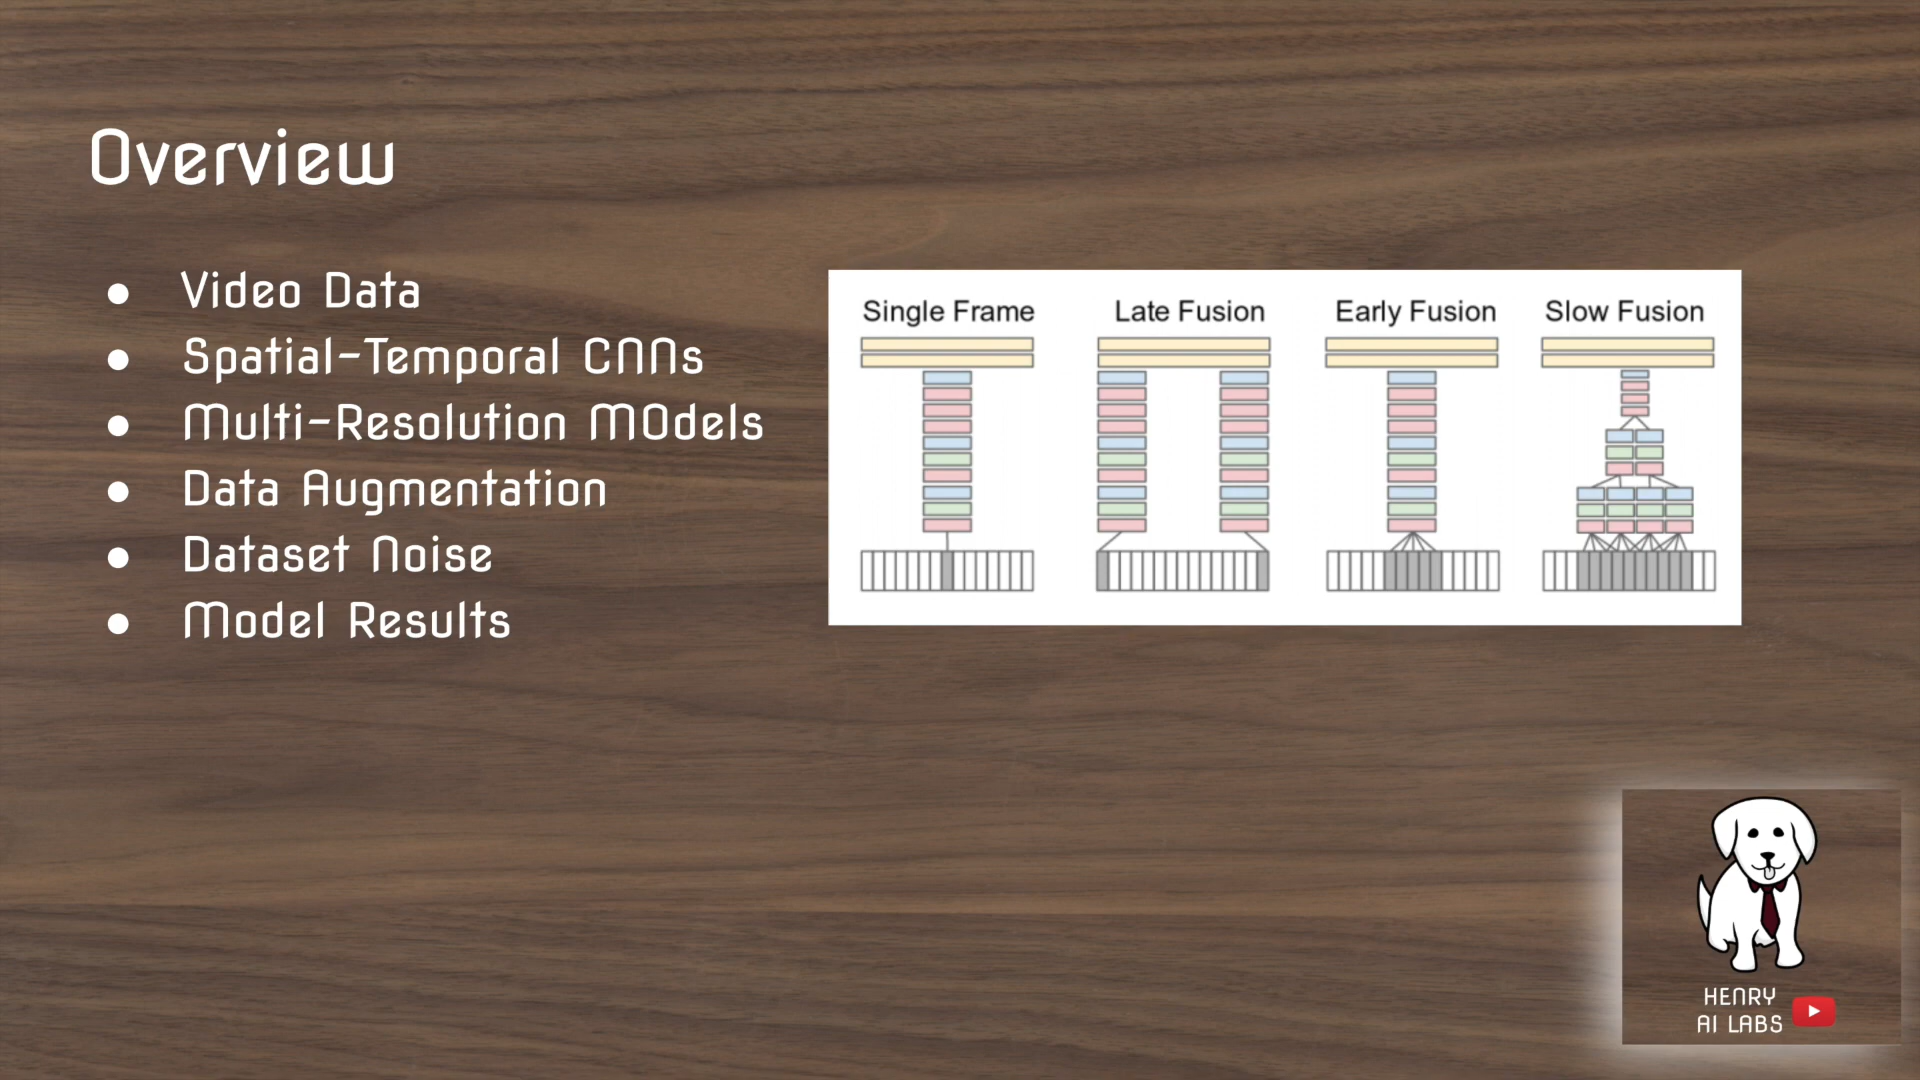 Overview
Video Data
Spatial-Temporal CNNs
Multi-Resolution MOdels
Data Augmentation
Dataset Noise
Model Results
Single Frame
Late Fusion
Early Fusion
Slow Fusion
HENRY
AI LABS